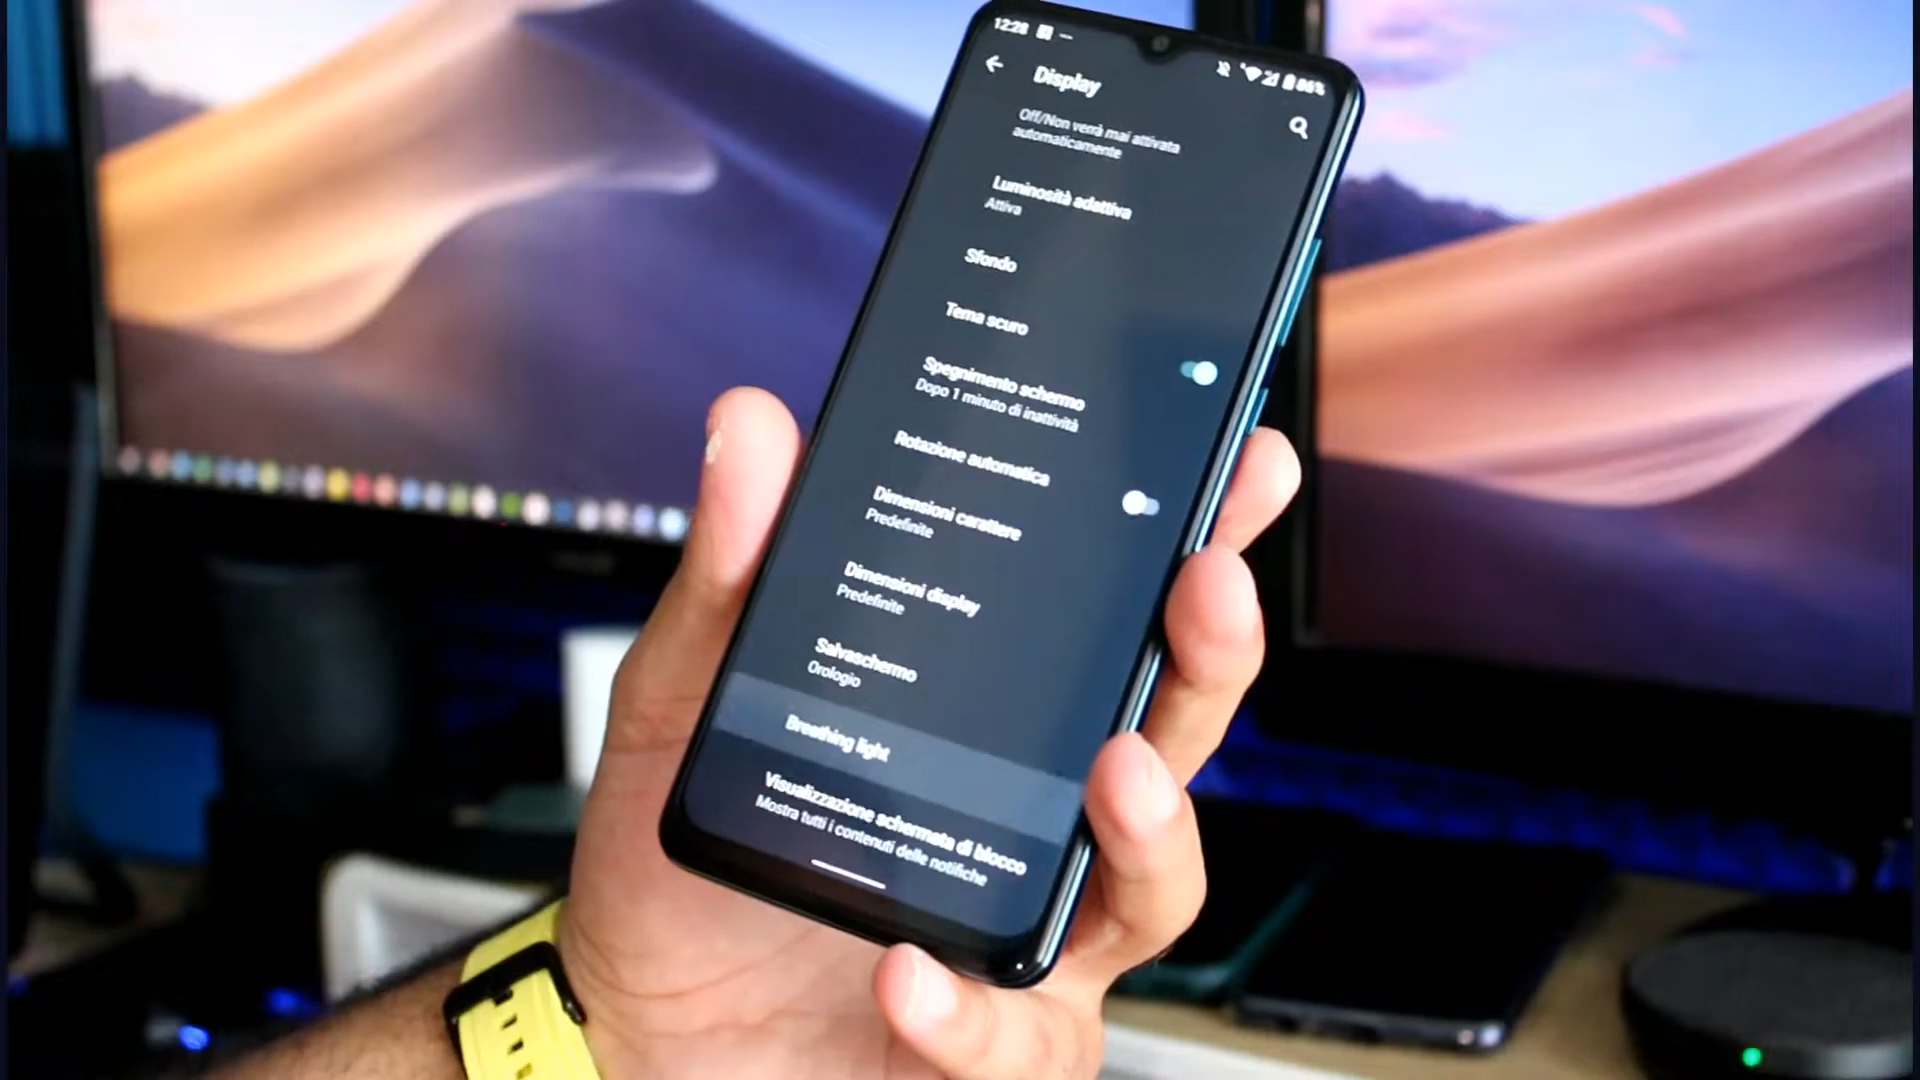 12:28
86%
Display
Off/Non verrà mai attivata
automaticamente
Luminosità adattiva
Attiva
Sfondo
Tema scuro
Spegnimento schermo
Dopo 1 minuto di inattività
Rotazione automatica
Dimensioni carattere
Predefinite
Dimensioni display
Predefinite
Salvaschermo
Orologio
Breathing light
Visualizzazione schermata di blocco
Mostra tutti i contenuti delle notifiche